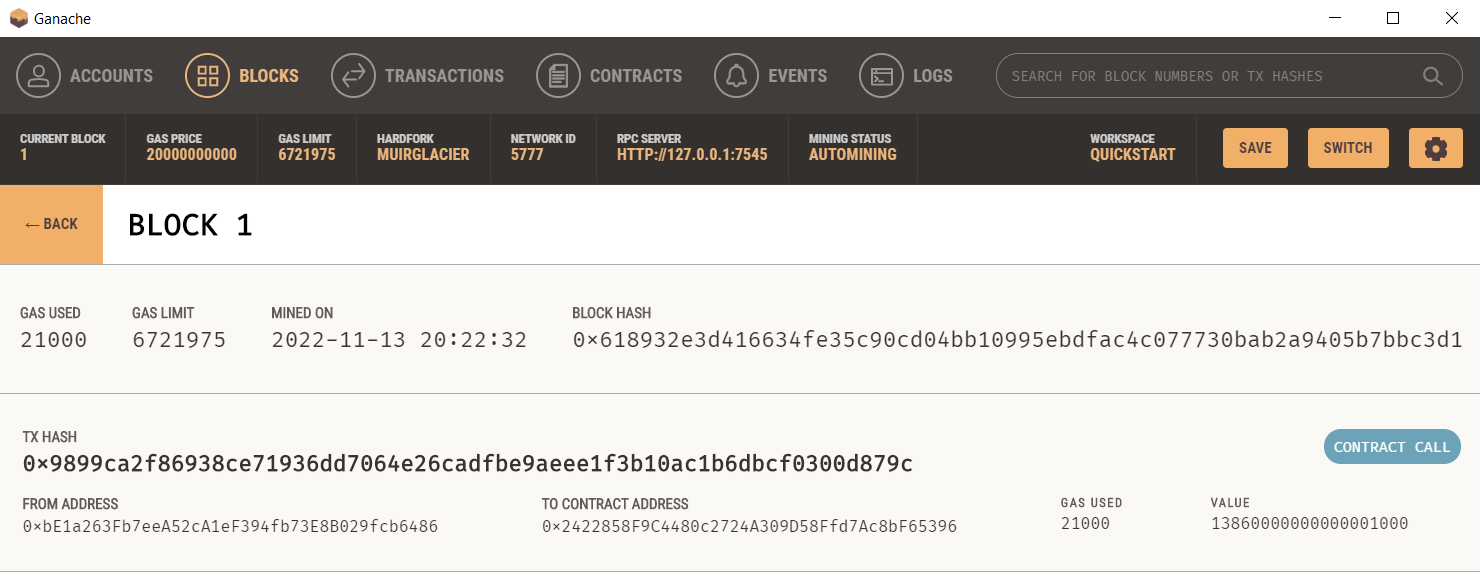 Ganache
ACCOUNTS BLOCKS TRANSACTIONS CONTRACTS EVENTS LOGS SEARCH FOR BLOCK NUMBERS OR TX HASHES
CURRENT BLOCK GAS PRICE GAS LIMIT HARDFORK NETWORK ID RPC SERVER MINING STATUS WORKSPACE
1 20000000000 6721975 MUIRGLACIER 5777 HTTP://127.0.0.1:7545 AUTOMINING QUICKSTART SAVE SWITCH
← BACK BLOCK 1
GAS USED GAS LIMIT MINED ON BLOCK HASH
21000 6721975 2022-11-13 20:22:32 0×618932e3d416634fe35c90cd04bb10995ebdfac4c077730bab2a9405b7bbc3d1
TX HASH
0×9899ca2f86938ce71936dd7064e26cadfbe9aeee1f3b10ac1b6dbcf0300d879c CONTRACT CALL
FROM ADDRESS TO CONTRACT ADDRESS GAS USED VALUE
0×bE1a263Fb7eeA52cA1eF394fb73E8B029fcb6486 0×2422858F9C4480c2724A309D58Ffd7Ac8bF65396 21000 13860000000000001000